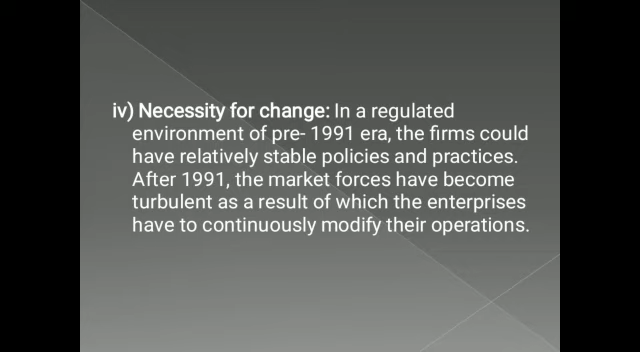 iv) Necessity for change: In a regulated
environment of pre- 1991 era, the firms could
have relatively stable policies and practices.
After 1991, the market forces have become
turbulent as a result of which the enterprises
have to continuously modify their operations.